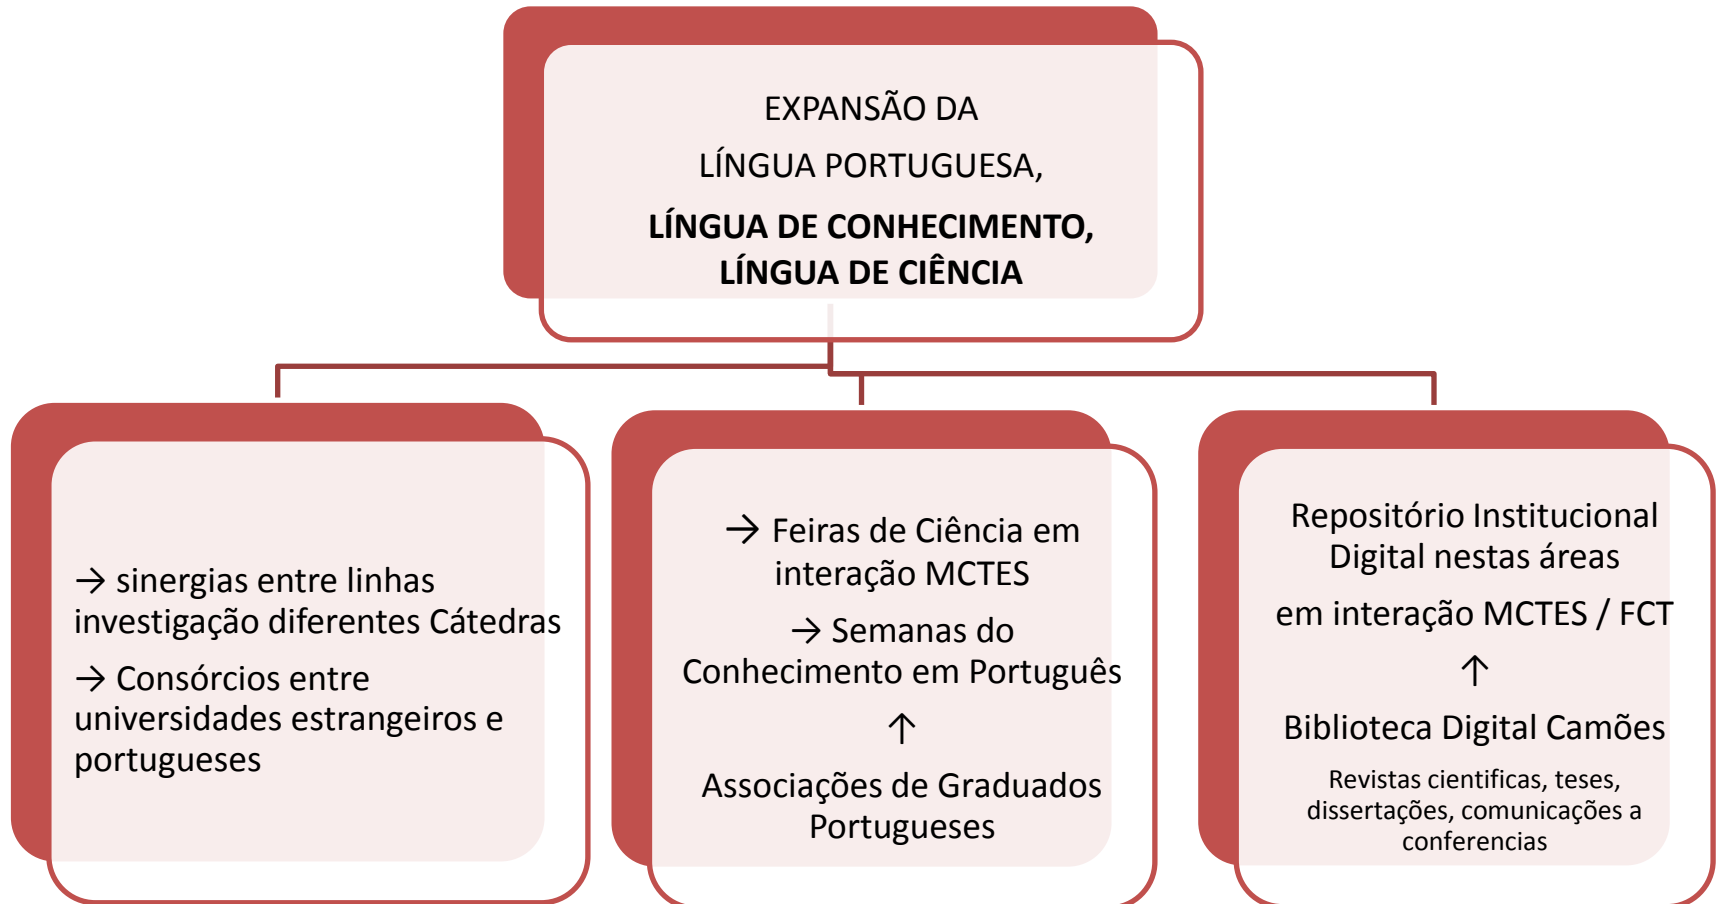 EXPANSÃO DA
LÍNGUA PORTUGUESA,
LÍNGUA DE CONHECIMENTO,
LÍNGUA DE CIÊNCIA
→ sinergias entre linhas
investigação diferentes Cátedras
→ Consórcios entre
universidades estrangeiros e
portugueses
→ Feiras de Ciência em
interação MCTES
→ Semanas do
Conhecimento em Português
↑
Associações de Graduados
Portugueses
Repositório Institucional
Digital nestas áreas
em interação MCTES / FCT
↑
Biblioteca Digital Camões
Revistas cientificas, teses,
dissertações, comunicações a
conferencias